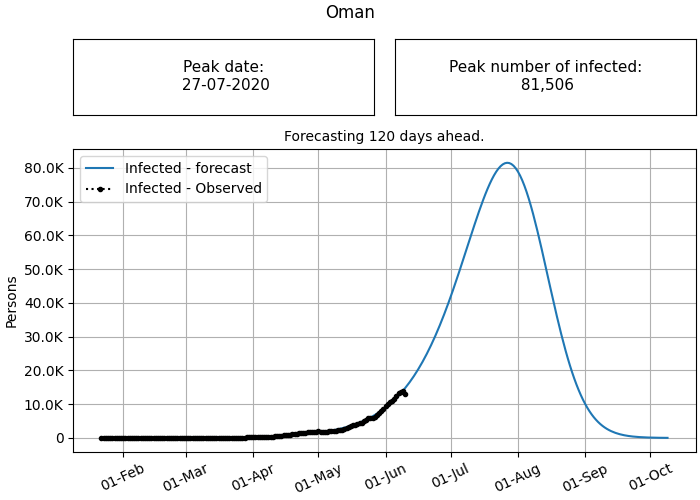 Oman
Peak date:
27-07-2020
Peak number of infected:
81,506
Forecasting 120 days ahead.
Infected - forecast
Infected - Observed
Persons
80.0K
70.0K
60.0K
50.0K
40.0K
30.0K
20.0K
10.0K
0
01-Feb
01-Mar
01-Apr
01-May
01-Jun
01-Jul
01-Aug
01-Sep
01-Oct